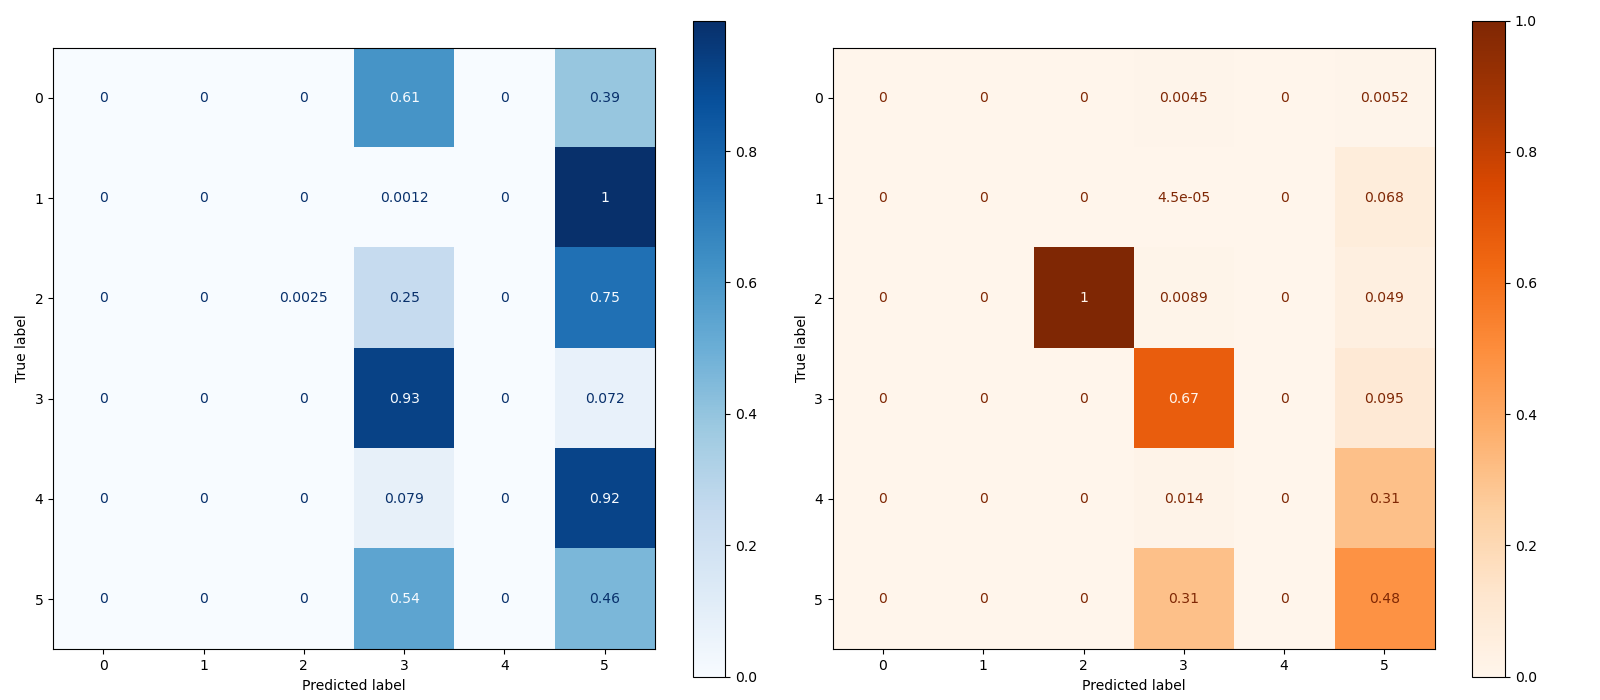 1.0
0 0 0 0 0.61 0 0.39
0 0 0 0 0.0045 0 0.0052
0.8 0.8
1 0 0 0 0.0012 0 1
1 0 0 0 4.5e-05 0 0.068
0.6 0.6
2 0 0 0.0025 0.25 0 0.75
2 0 0 1 0.0089 0 0.049
True label
True label
3 0 0 0 0.93 0 0.072
3 0 0 0 0.67 0 0.095
0.4 0.4
4 0 0 0 0.079 0 0.92
4 0 0 0 0.014 0 0.31
0.2 0.2
5 0 0 0 0.54 0 0.46
5 0 0 0 0.31 0 0.48
0 1 2 3 4 5
0 1 2 3 4 5
0.0 0.0
Predicted label
Predicted label